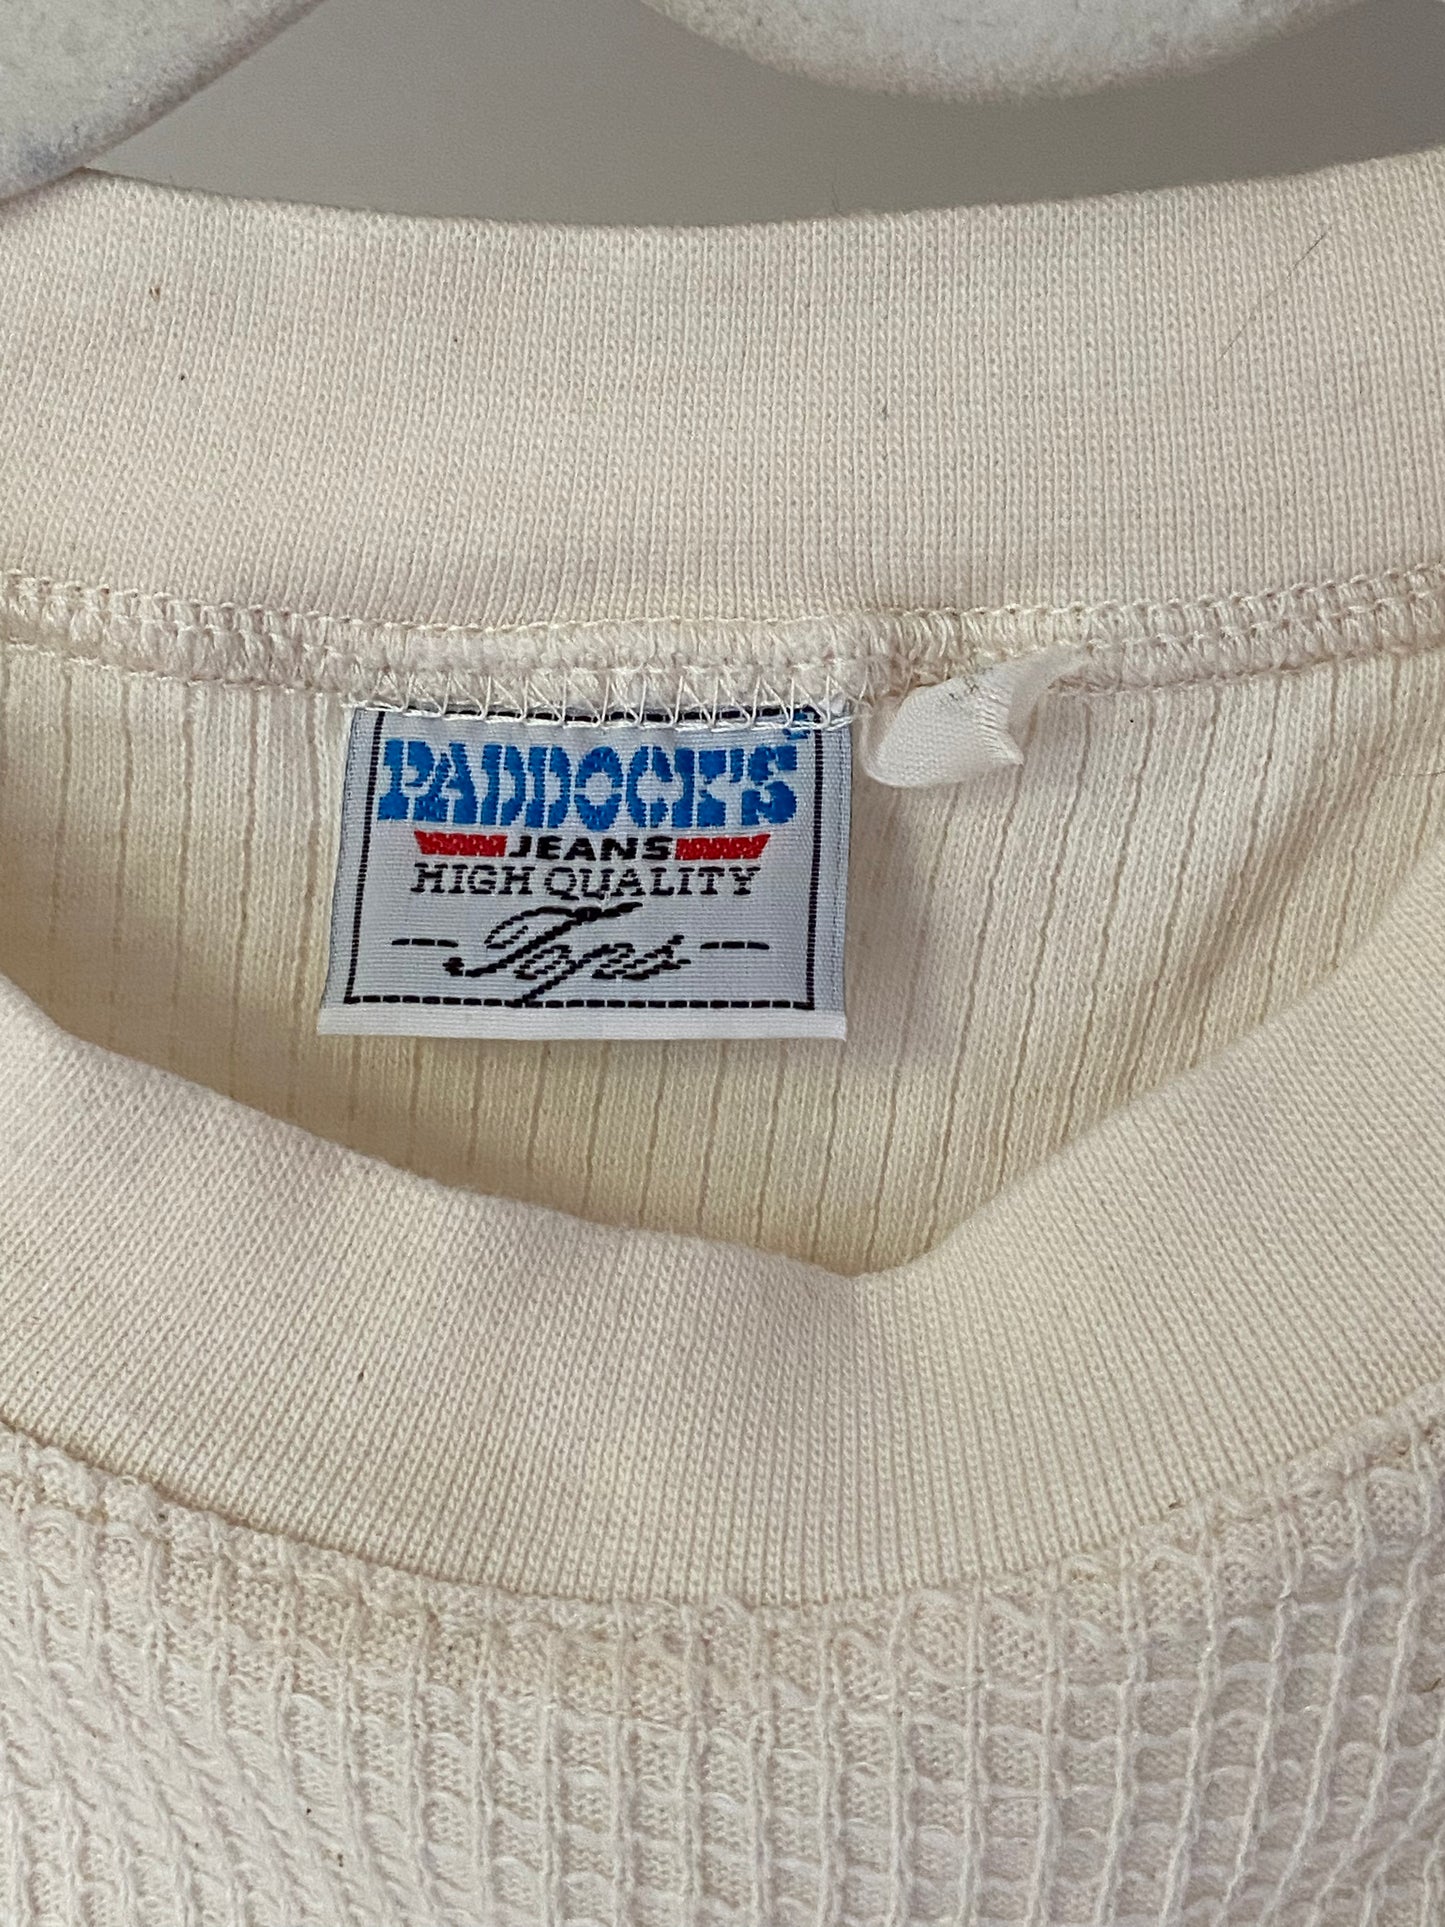 PADDOCK'S
JEANS
HIGH QUALITY
Tops